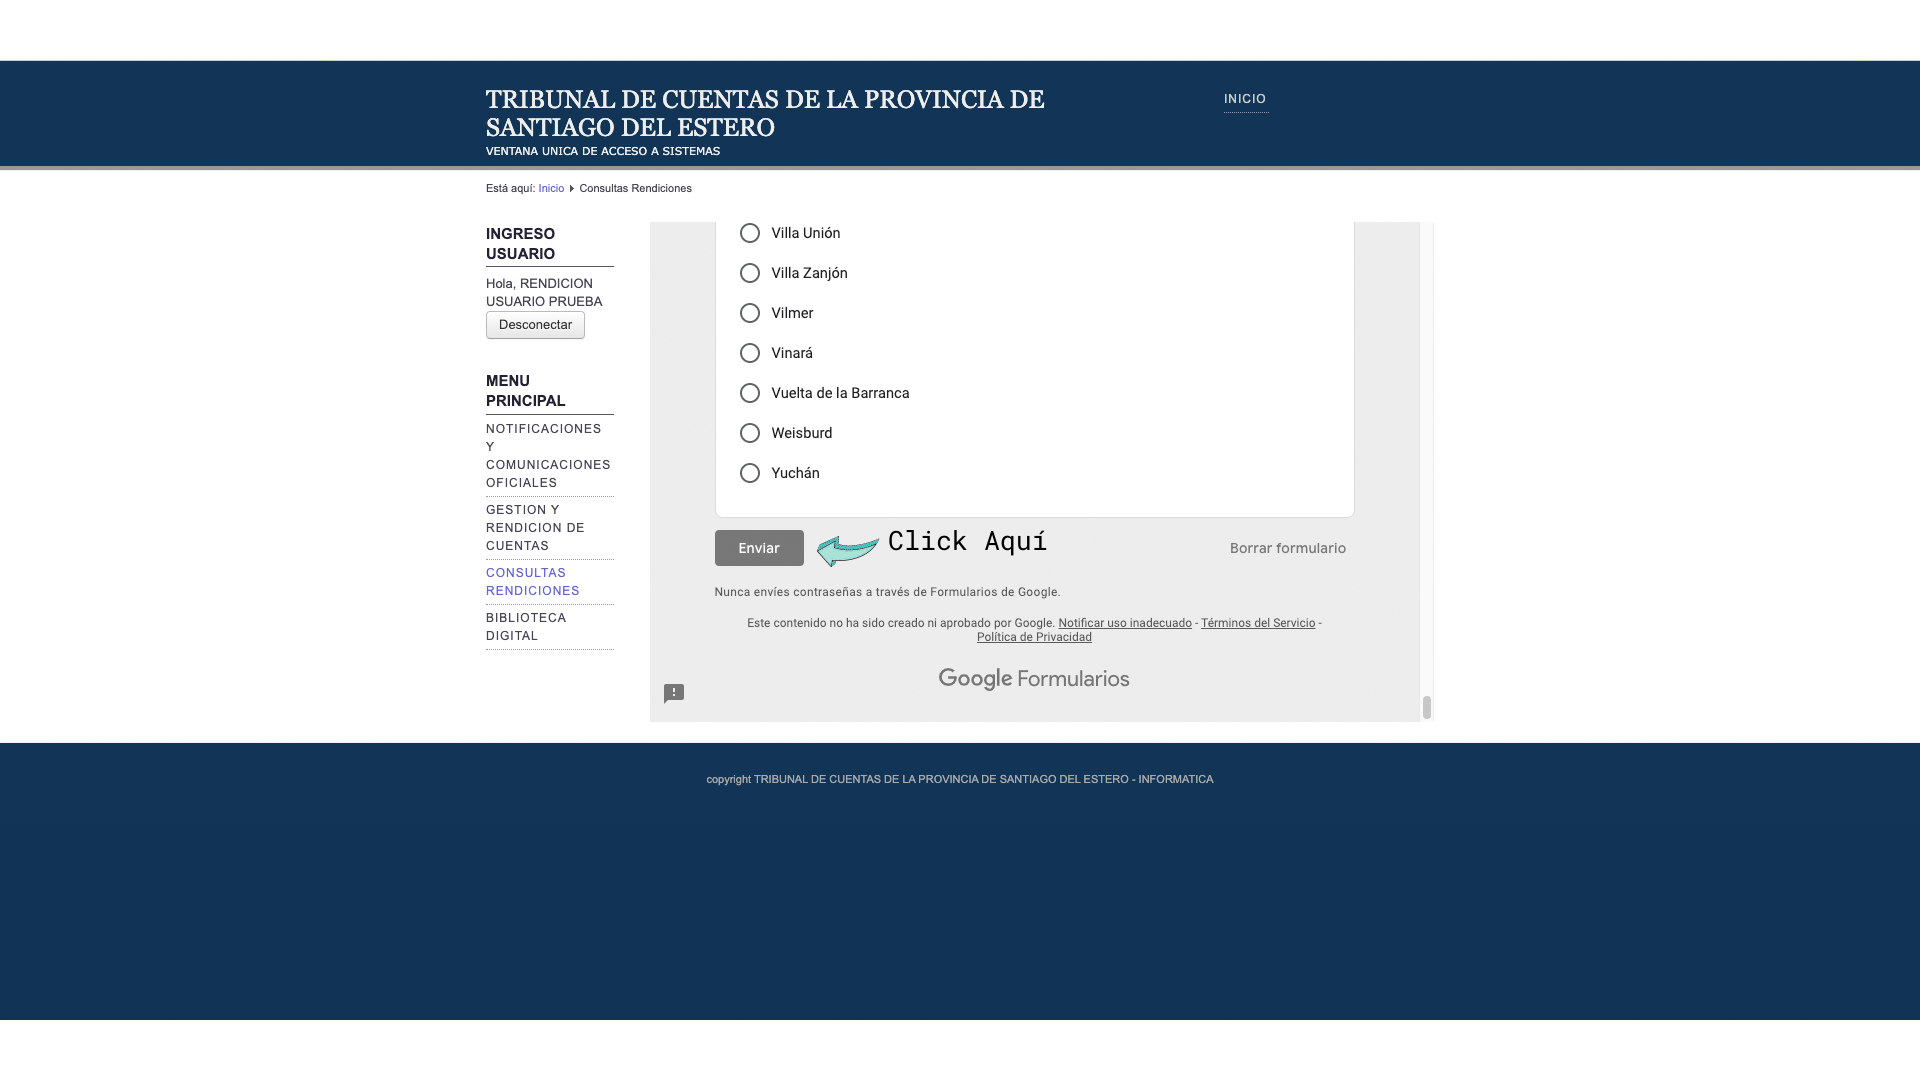 TRIBUNAL DE CUENTAS DE LA PROVINCIA DE
SANTIAGO DEL ESTERO
VENTANA UNICA DE ACCESO A SISTEMAS
INICIO
Está aquí: Inicio Consultas Rendiciones
INGRESO
USUARIO
Hola, RENDICION
USUARIO PRUEBA
Desconectar
MENU
PRINCIPAL
NOTIFICACIONES
Y
COMUNICACIONES
OFICIALES
GESTION Y
RENDICION DE
CUENTAS
CONSULTAS
RENDICIONES
BIBLIOTECA
DIGITAL
Villa Unión
Villa Zanjón
Vilmer
Vinará
Vuelta de la Barranca
Weisburd
Yuchán
Enviar
Click Aquí
Borrar formulario
Nunca envíes contraseñas a través de Formularios de Google.
Este contenido no ha sido creado ni aprobado por Google. Notificar uso inadecuado - Términos del Servicio -
Política de Privacidad
Google Formularios
copyright TRIBUNAL DE CUENTAS DE LA PROVINCIA DE SANTIAGO DEL ESTERO - INFORMATICA